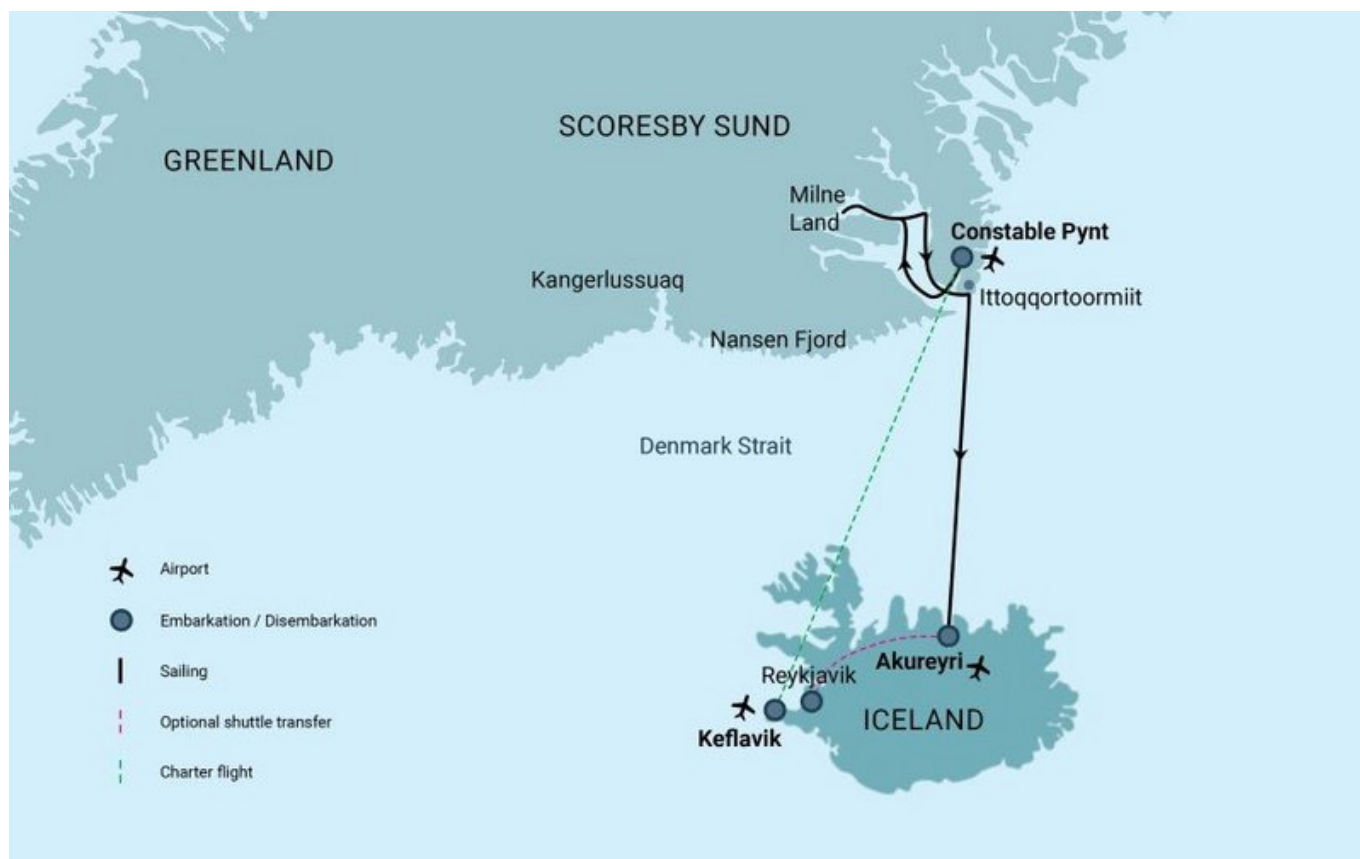 SCORESBY SUND
GREENLAND
Milne
Land
Constable Pynt
Kangerlussuaq
Ittoqqortoormiit
Nansen Fjord
Denmark Strait
Airport
Embarkation / Disembarkation
Sailing
Optional shuttle transfer
Charter flight
Akureyri
Reykjavik
ICELAND
Keflavik